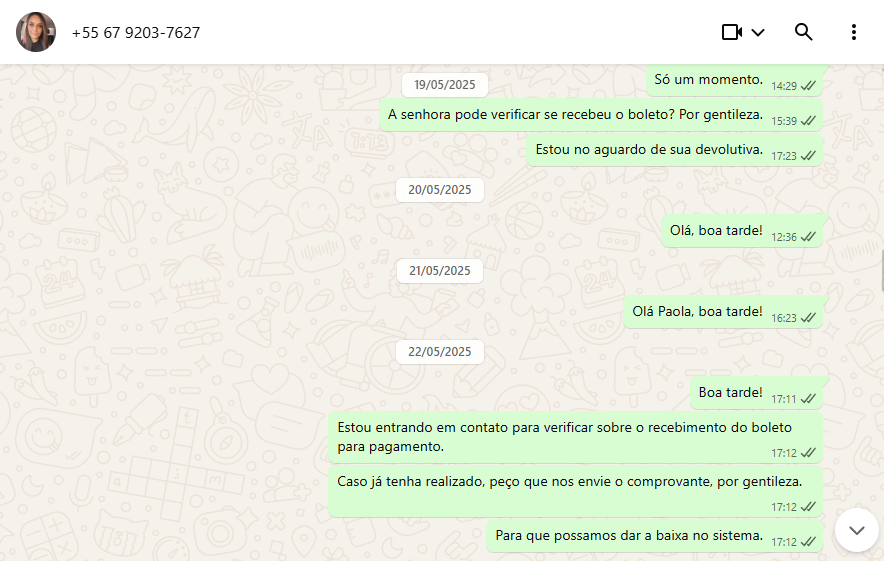 +55 67 9203-7627
Só um momento. 14:29
19/05/2025
A senhora pode verificar se recebeu o boleto? Por gentileza. 15:39
Estou no aguardo de sua devolutiva. 17:23
20/05/2025
Olá, boa tarde! 12:36
21/05/2025
Olá Paola, boa tarde! 16:23
22/05/2025
Boa tarde! 17:11
Estou entrando em contato para verificar sobre o recebimento do boleto
para pagamento. 17:12
Caso já tenha realizado, peço que nos envie o comprovante, por gentileza.
17:12
Para que possamos dar a baixa no sistema. 17:12